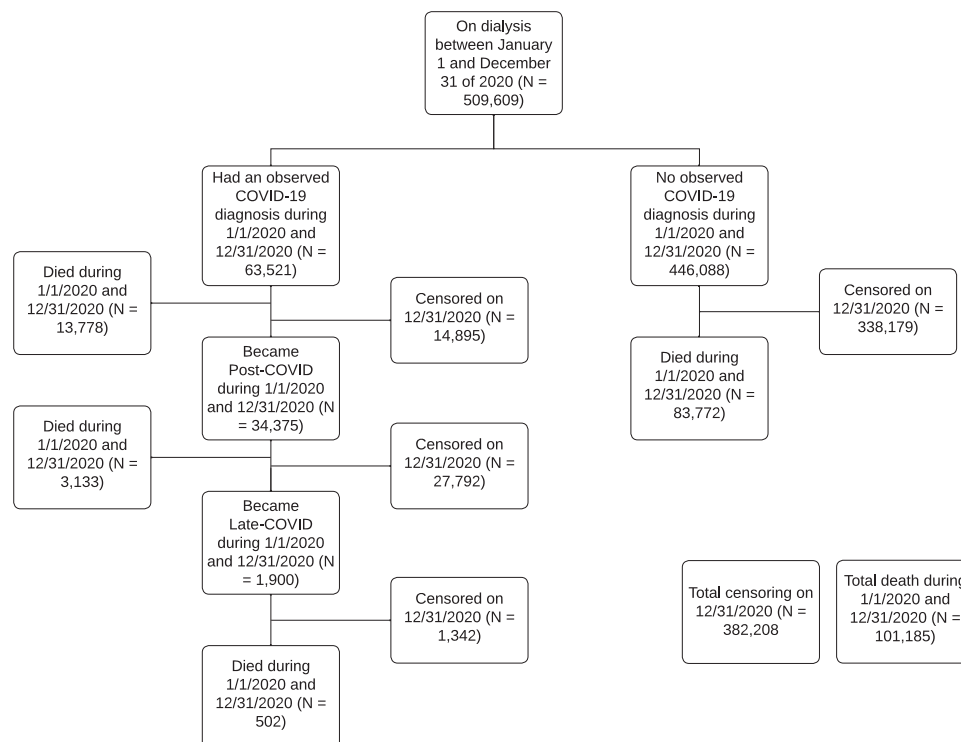 On dialysis
between January
1 and December
31 of 2020 (N =
509,609)
Had an observed
COVID-19
diagnosis during
1/1/2020 and
12/31/2020 (N =
63,521)
No observed
COVID-19
diagnosis during
1/1/2020 and
12/31/2020 (N =
446,088)
Died during
1/1/2020 and
12/31/2020 (N =
13,778)
Censored on
12/31/2020 (N =
14,895)
Censored on
12/31/2020 (N =
338,179)
Became
Post-COVID
during 1/1/2020
and 12/31/2020 (N
= 34,375)
Died during
1/1/2020 and
12/31/2020 (N =
83,772)
Died during
1/1/2020 and
12/31/2020 (N =
3,133)
Censored on
12/31/2020 (N =
27,792)
Became
Late-COVID
during 1/1/2020
and 12/31/2020 (N
= 1,900)
Censored on
12/31/2020 (N =
1,342)
Died during
1/1/2020 and
12/31/2020 (N =
502)
Total censoring on
12/31/2020 (N =
382,208
Total death during
1/1/2020 and
12/31/2020 (N =
101,185)